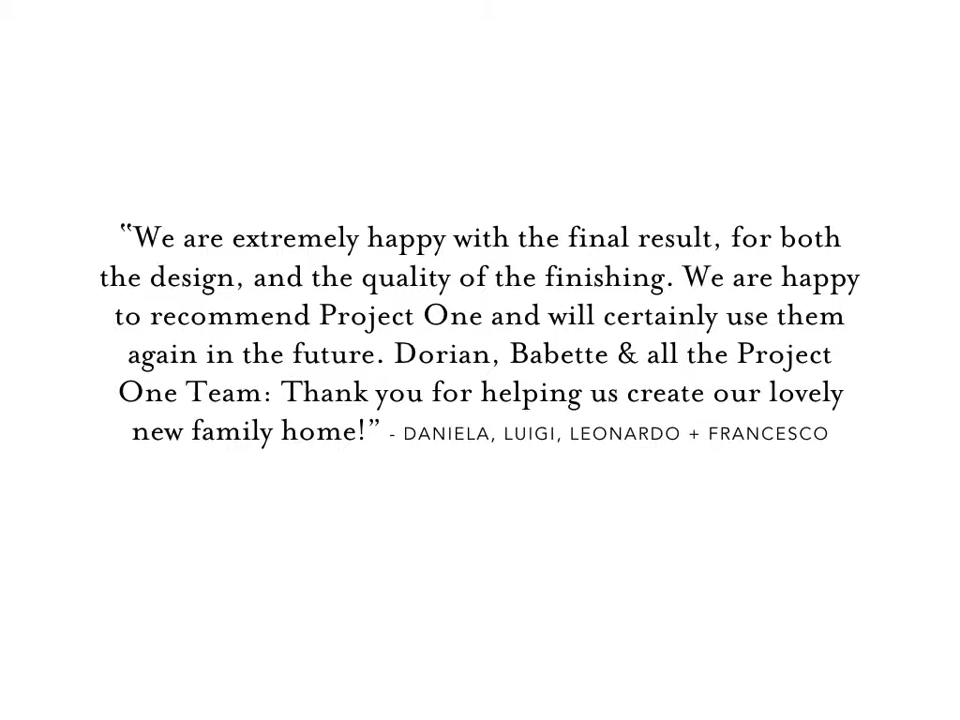 “We are extremely happy with the final result, for both
the design, and the quality of the finishing. We are happy
to recommend Project One and will certainly use them
again in the future. Dorian, Babette & all the Project
One Team: Thank you for helping us create our lovely
new family home!” - DANIELA, LUIGI, LEONARDO + FRANCESCO